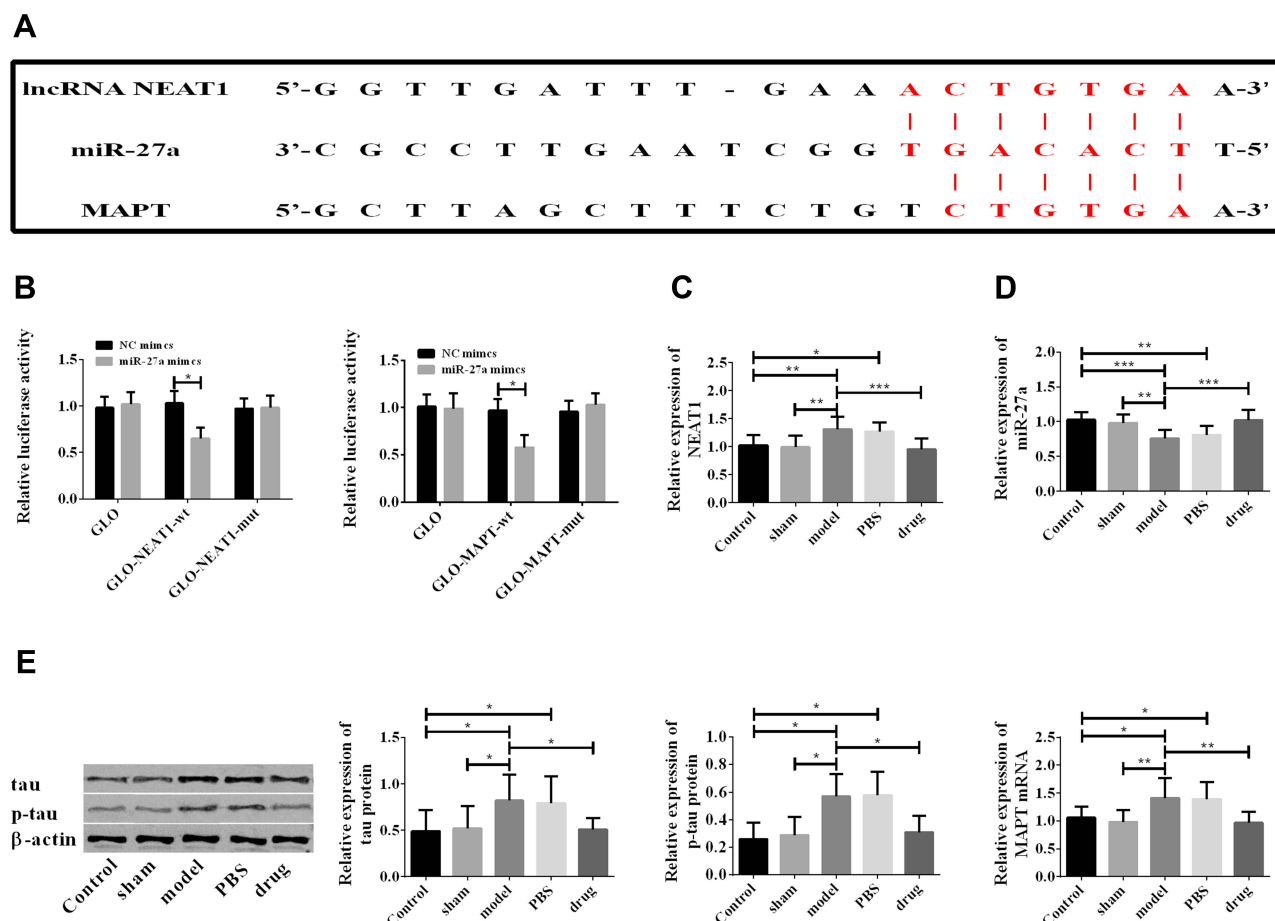 A
lncRNA NEAT1 5'-G G T T G A T T T - G A A A C T G T G A A-3'
miR-27a 3'-C G C C T T G A A T C G G T G A C A C T T-5'
MAPT 5'-G C T T A G C T T T C T G T C T G T G A A-3'
B
Relative luciferase activity
1.5
1.0
0.5
0.0
NC mimcs
miR-27a mimcs
*
GLO
GLO-NEAT1-wt
GLO-NEAT1-mut
Relative luciferase activity
1.5
1.0
0.5
0.0
NC mimcs
miR-27a mimcs
*
GLO
GLO-MAPT-wt
GLO-MAPT-mut
C
Relative expression of
NEAT1
2.5
2.0
1.5
1.0
0.5
0.0
*
**
***
**
Control
sham
model
PBS
drug
D
Relative expression of
miR-27a
2.0
1.5
1.0
0.5
0.0
**
***
***
**
Control
sham
model
PBS
drug
E
tau
p-tau
β-actin
Control
sham
model
PBS
drug
Relative expression of
tau protein
1.5
1.0
0.5
0.0
*
*
*
*
Control
sham
model
PBS
drug
Relative expression of
p-tau protein
1.0
0.8
0.6
0.4
0.2
0.0
*
*
*
*
Control
sham
model
PBS
drug
Relative expression of
MAPT mRNA
2.0
1.5
1.0
0.5
0.0
*
*
**
**
Control
sham
model
PBS
drug